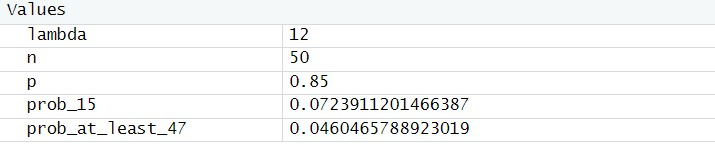 Values
lambda 12
n 50
p 0.85
prob_15 0.0723911201466387
prob_at_least_47 0.0460465788923019